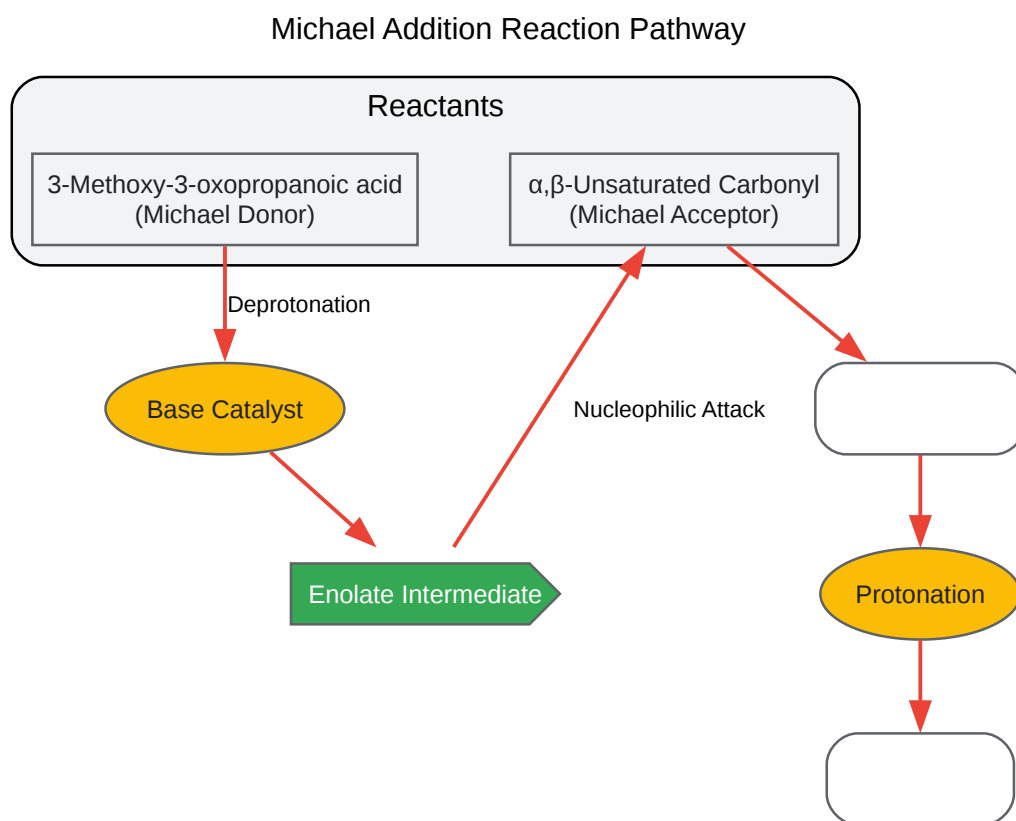 Michael Addition Reaction Pathway
Reactants
3-Methoxy-3-oxopropanoic acid
(Michael Donor)
α,β-Unsaturated Carbonyl
(Michael Acceptor)
Deprotonation
Base Catalyst
Nucleophilic Attack
Enolate Intermediate
Protonation